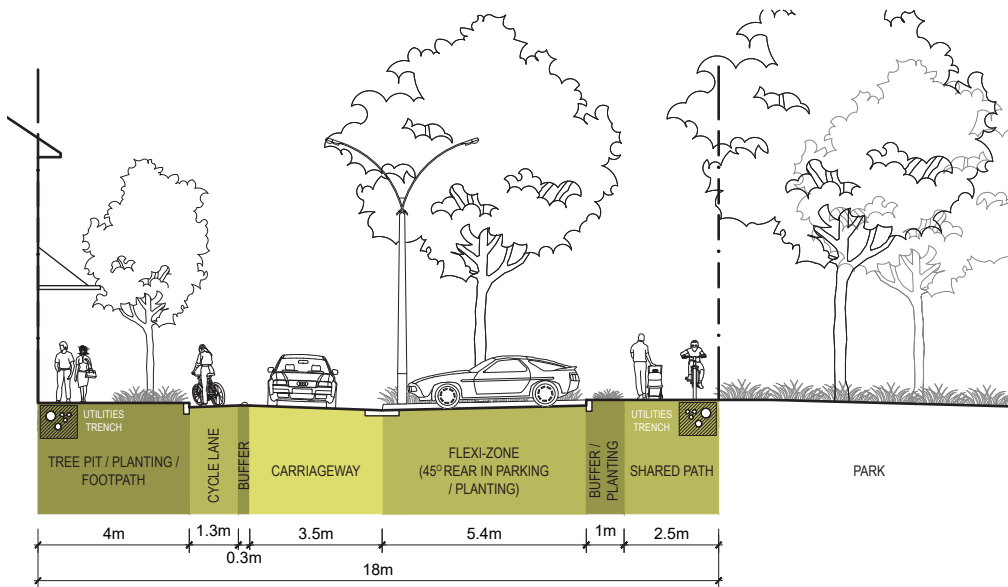 UTILITIES
TRENCH
TREE PIT / PLANTING /
FOOTPATH
CYCLE LANE
BUFFER
CARRIAGEWAY
FLEXI-ZONE
(45° REAR IN PARKING
/ PLANTING)
BUFFER /
PLANTING
UTILITIES
TRENCH
SHARED PATH
PARK
4m
1.3m
0.3m
3.5m
5.4m
1m
2.5m
18m